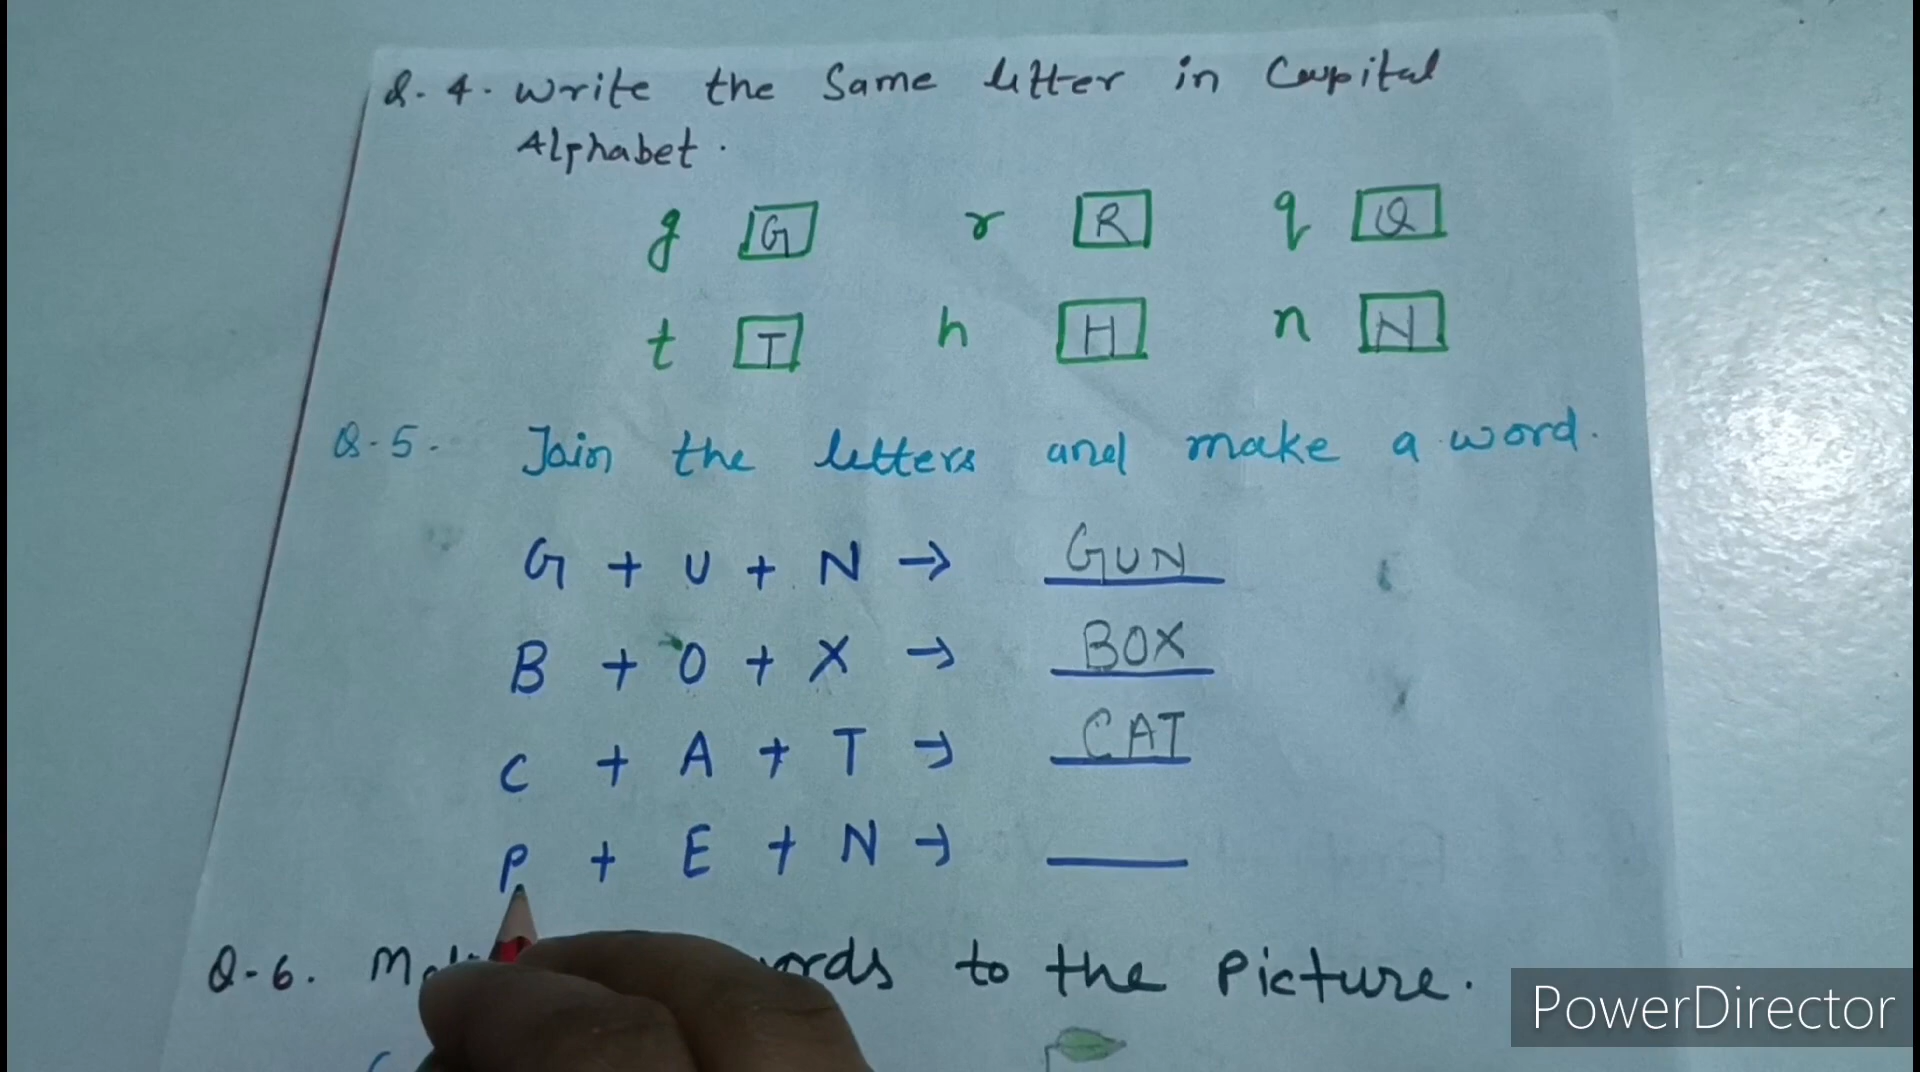 Q. 4. Write the Same letter in Capital
Alphabet.
g G r R q Q
t T h H n N
Q-5. Join the letters and make a word.
G + U + N → GUN
B + O + X → BOX
C + A + T → CAT
P + E + N →
Q-6. to the Picture.
PowerDirector